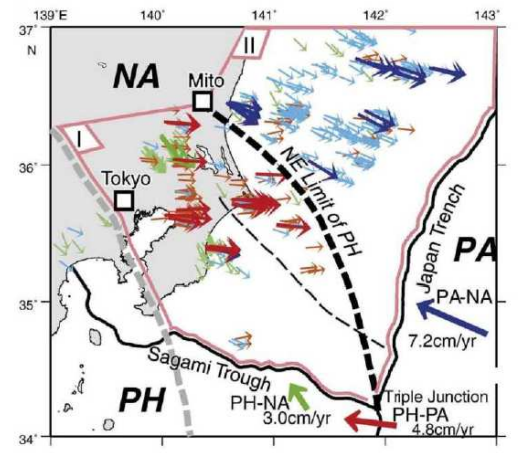 139˚E 140˚ 141˚ 142˚ 143˚
37˚
N
II
NA
Mito
I
36˚
Tokyo
NE Limit of PH
Japan Trench
PA
PA-NA
35˚
7.2cm/yr
Sagami Trough
PH
PH-NA
3.0cm/yr
Triple Junction
PH-PA
4.8cm/yr
34˚